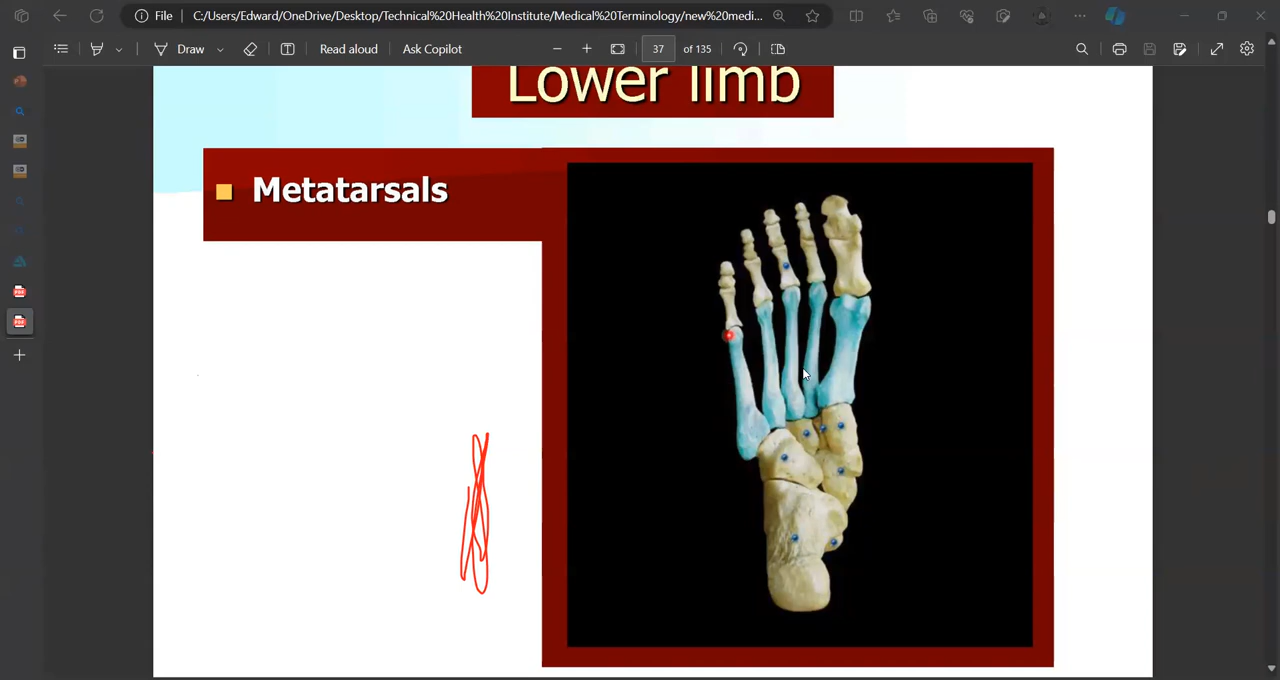 File
C:/Users/Edward/OneDrive/Desktop/Technical%20Health%20Institute/Medical%20Terminology/new%20medi...
Draw
Read aloud
Ask Copilot
37
of 135
Lower limb
Metatarsals